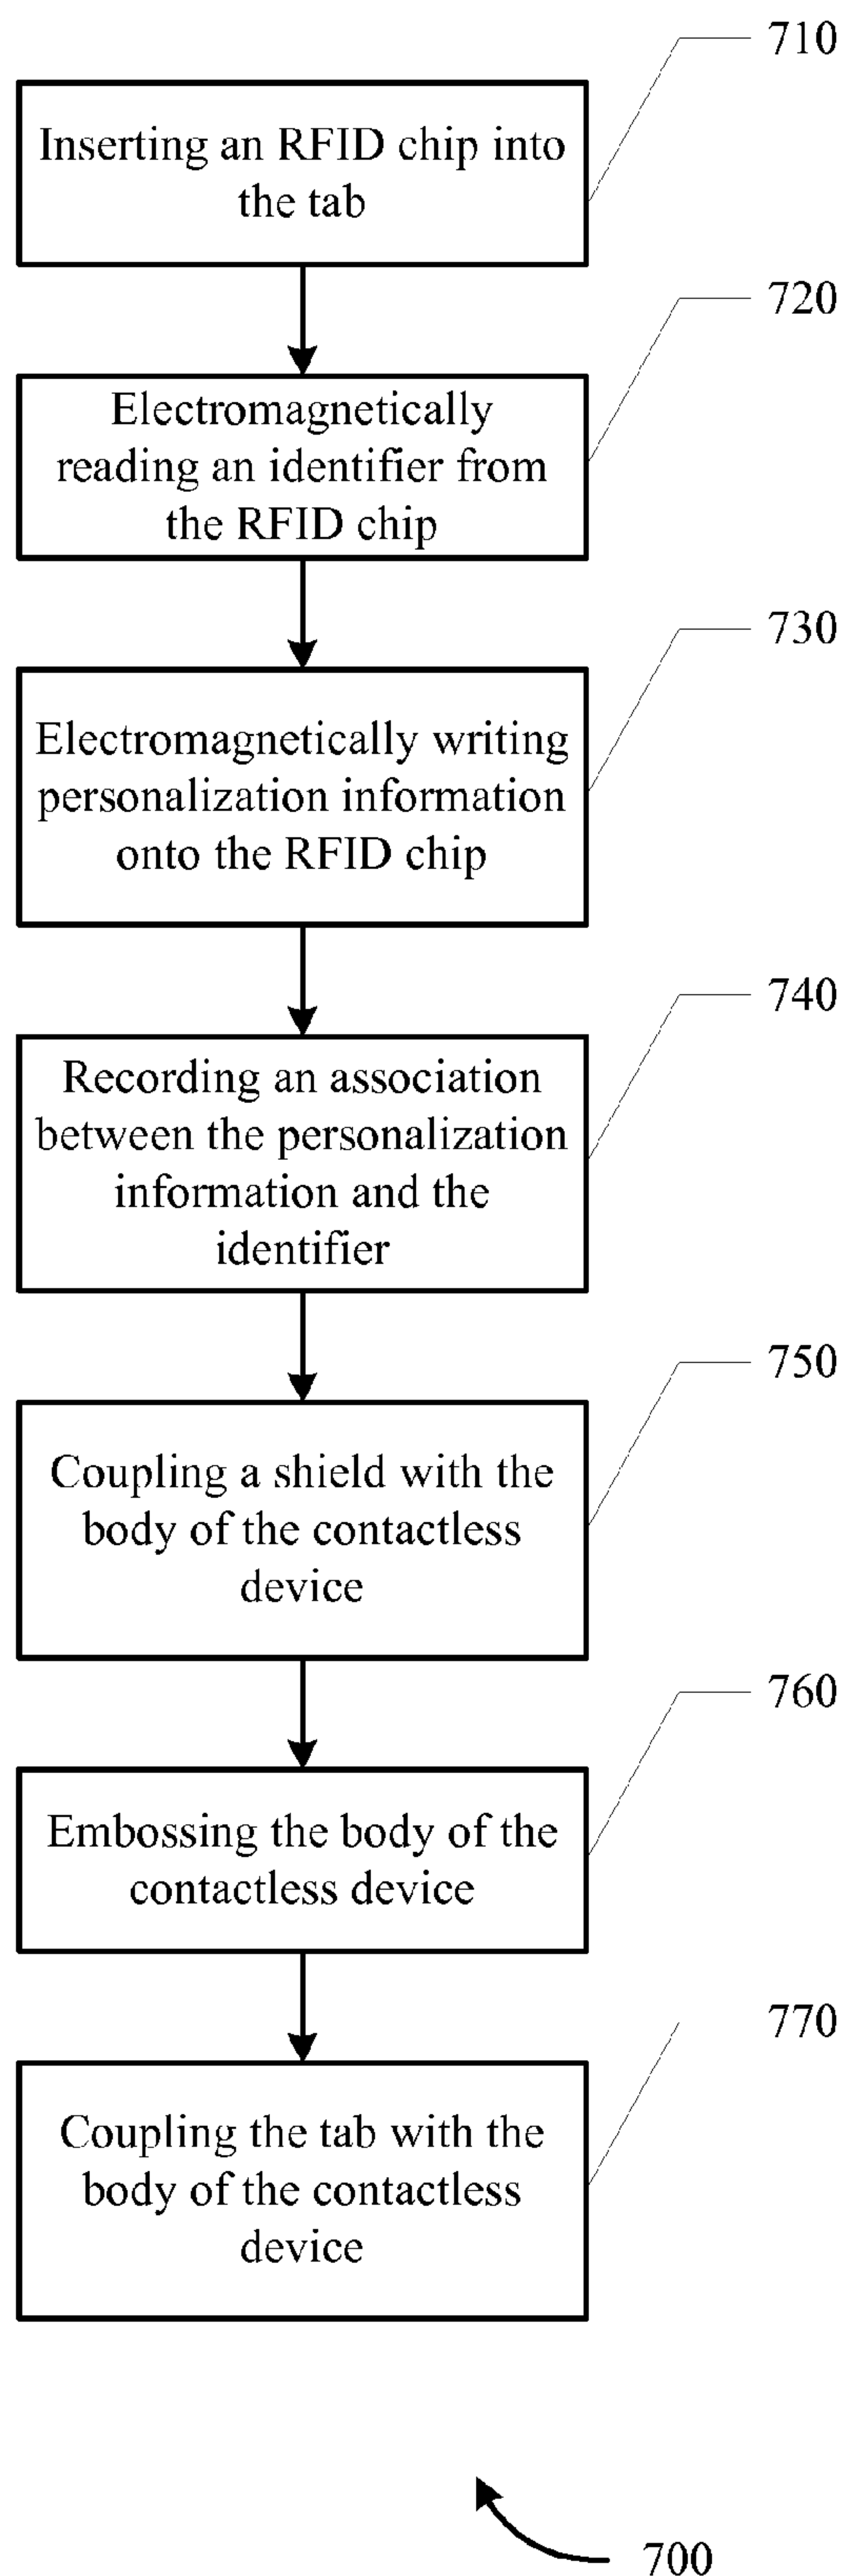 710
Inserting an RFID chip into
the tab
720
Electromagnetically
reading an identifier from
the RFID chip
730
Electromagnetically writing
personalization information
onto the RFID chip
740
Recording an association
between the personalization
information and the
identifier
750
Coupling a shield with the
body of the contactless
device
760
Embossing the body of the
contactless device
770
Coupling the tab with the
body of the contactless
device
700